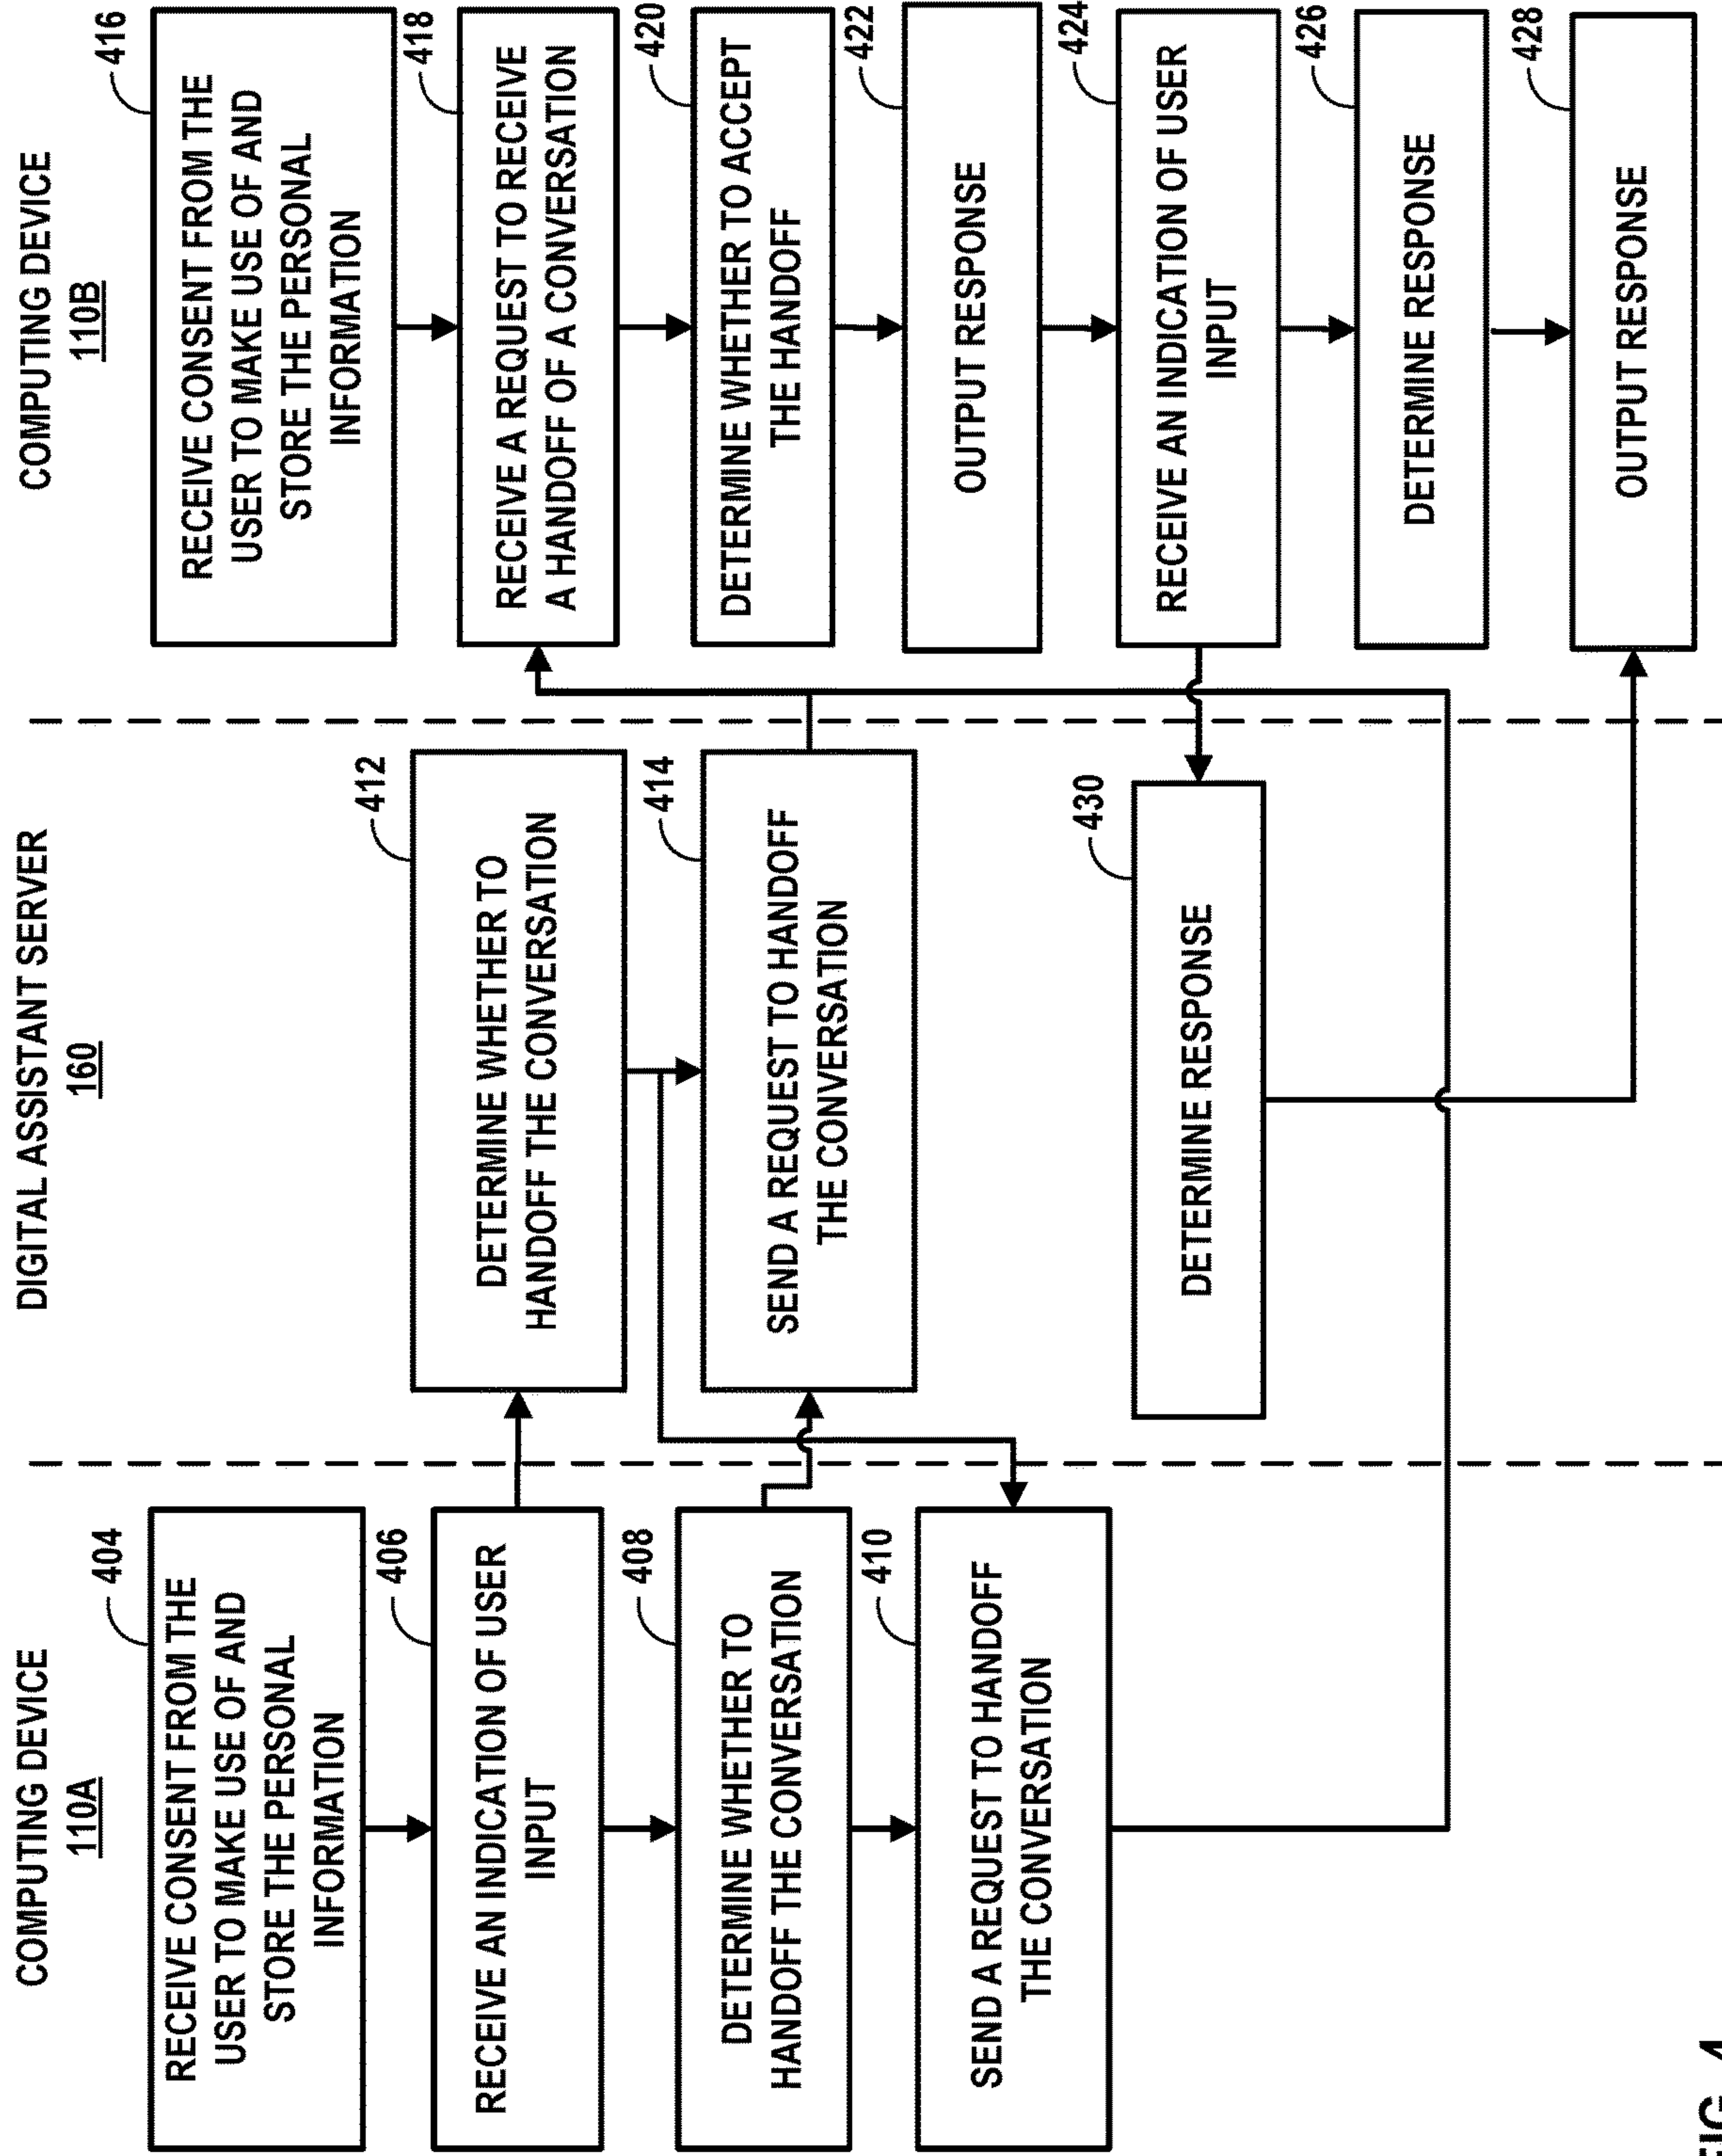 COMPUTING DEVICE
110A
404
RECEIVE CONSENT FROM THE
USER TO MAKE USE OF AND
STORE THE PERSONAL
INFORMATION
406
RECEIVE AN INDICATION OF USER
INPUT
408
DETERMINE WHETHER TO
HANDOFF THE CONVERSATION
410
SEND A REQUEST TO HANDOFF
THE CONVERSATION
DIGITAL ASSISTANT SERVER
160
412
DETERMINE WHETHER TO
HANDOFF THE CONVERSATION
414
SEND A REQUEST TO HANDOFF
THE CONVERSATION
430
DETERMINE RESPONSE
COMPUTING DEVICE
110B
416
RECEIVE CONSENT FROM THE
USER TO MAKE USE OF AND
STORE THE PERSONAL
INFORMATION
418
RECEIVE A REQUEST TO RECEIVE
A HANDOFF OF A CONVERSATION
420
DETERMINE WHETHER TO ACCEPT
THE HANDOFF
422
OUTPUT RESPONSE
424
RECEIVE AN INDICATION OF USER
INPUT
426
DETERMINE RESPONSE
428
OUTPUT RESPONSE
FIG. 4